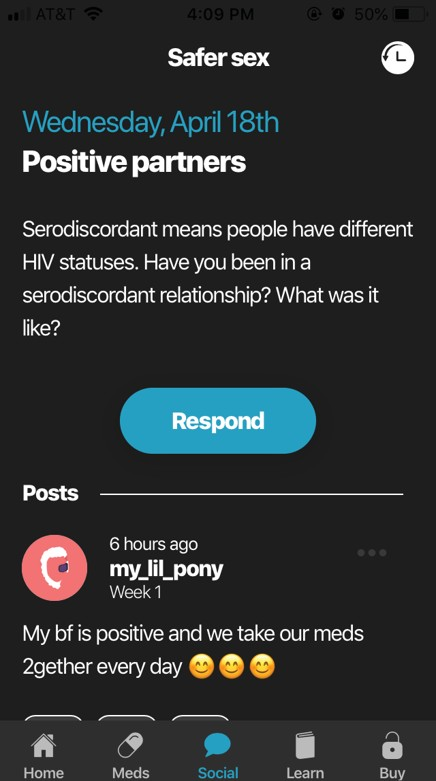 AT&T 4:09 PM 50%
Safer sex
Wednesday, April 18th
Positive partners
Serodiscordant means people have different
HIV statuses. Have you been in a
serodiscordant relationship? What was it
like?
Respond
Posts
6 hours ago
my_lil_pony
Week 1
My bf is positive and we take our meds
2gether every day 😊😊😊
Home Meds Social Learn Buy